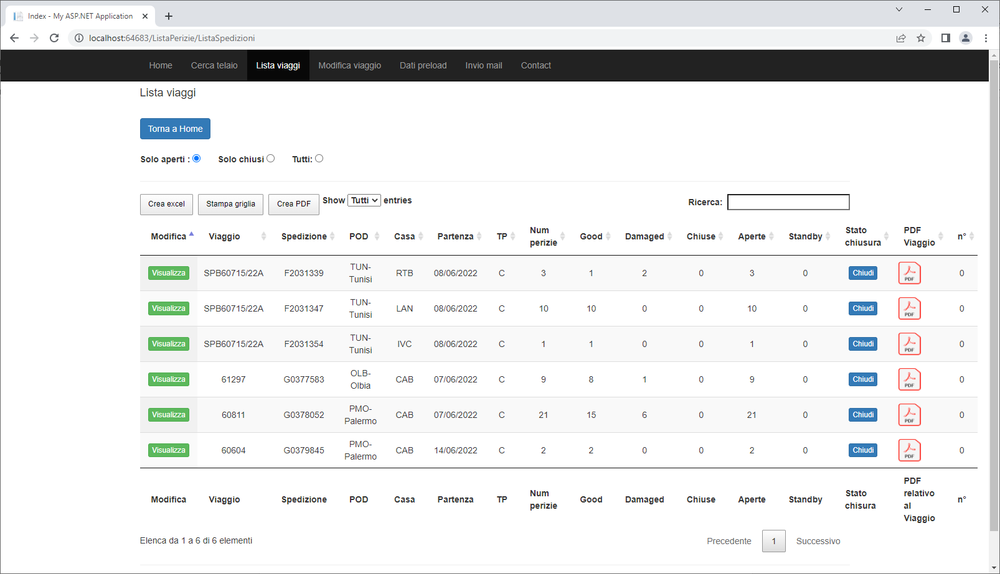 Index - My ASP.NET Application
localhost:64683/ListaPerizie/ListaSpedizioni
Home Cerca telaio Lista viaggi Modifica viaggio Dati preload Invio mail Contact
Lista viaggi
Torna a Home
Solo aperti : Solo chiusi Tutti:
Crea excel Stampa griglia Crea PDF Show Tutti entries Ricerca:
Modifica Viaggio Spedizione POD Casa Partenza TP Num perizie Good Damaged Chiuse Aperte Standby Stato chiusura PDF Viaggio n°
Visualizza SPB60715/22A F2031339 TUN-Tunisi RTB 08/06/2022 C 3 1 2 0 3 0 Chiudi PDF 0
Visualizza SPB60715/22A F2031347 TUN-Tunisi LAN 08/06/2022 C 10 10 0 0 10 0 Chiudi PDF 0
Visualizza SPB60715/22A F2031354 TUN-Tunisi IVC 08/06/2022 C 1 1 0 0 1 0 Chiudi PDF 0
Visualizza 61297 G0377583 OLB-Olbia CAB 07/06/2022 C 9 8 1 0 9 0 Chiudi PDF 0
Visualizza 60811 G0378052 PMO-Palermo CAB 07/06/2022 C 21 15 6 0 21 0 Chiudi PDF 0
Visualizza 60604 G0379845 PMO-Palermo CAB 14/06/2022 C 2 2 0 0 2 0 Chiudi PDF 0
Modifica Viaggio Spedizione POD Casa Partenza TP Num perizie Good Damaged Chiuse Aperte Standby Stato chisura PDF relativo al Viaggio n°
Elenca da 1 a 6 di 6 elementi Precedente 1 Successivo